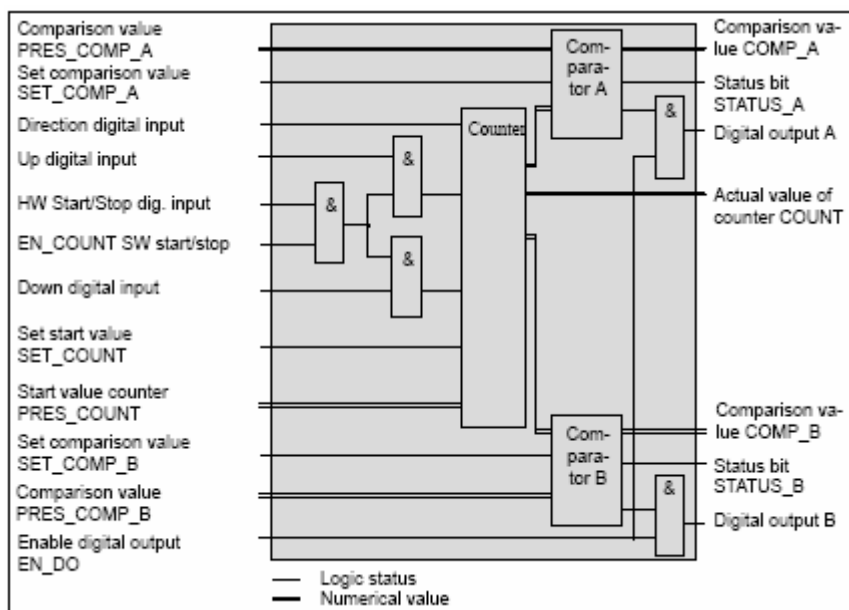 Comparison value
PRES_COMP_A
Set comparison value
SET_COMP_A
Direction digital input
Up digital input
HW Start/Stop dig. input
EN_COUNT SW start/stop
Down digital input
Set start value
SET_COUNT
Start value counter
PRES_COUNT
Set comparison value
SET_COMP_B
Comparison value
PRES_COMP_B
Enable digital output
EN_DO
&
&
&
Counter
Com-
para-
tor A
&
Com-
para-
tor B
&
Comparison va-
lue COMP_A
Status bit
STATUS_A
Digital output A
Actual value of
counter COUNT
Comparison va-
lue COMP_B
Status bit
STATUS_B
Digital output B
Logic status
Numerical value